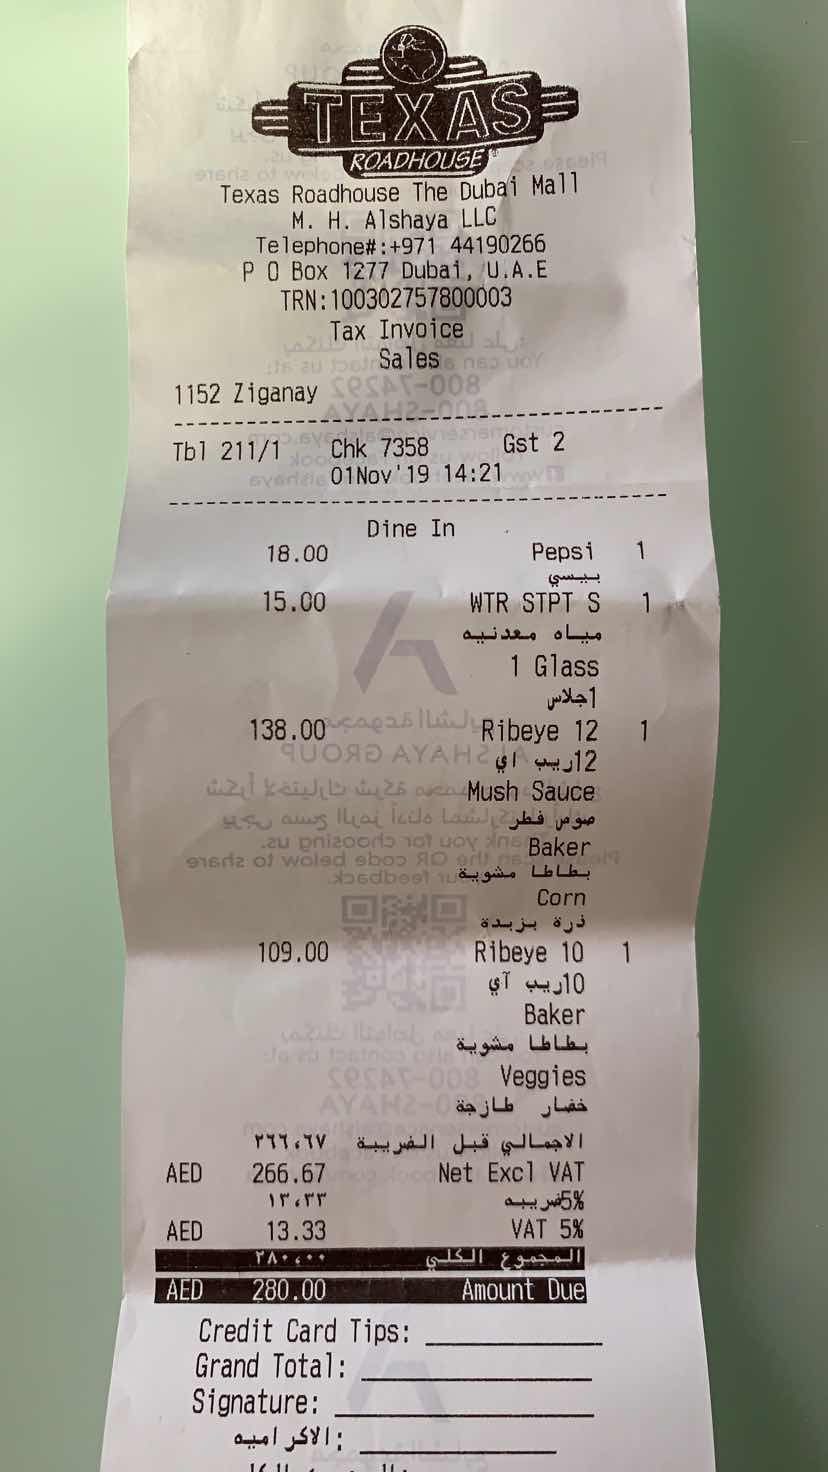 TEXAS
ROADHOUSE
Texas Roadhouse The Dubai Mall
M. H. Alshaya LLC
Telephone#:+971 44190266
P O Box 1277 Dubai, U.A.E
TRN:100302757800003
Tax Invoice
Sales
1152 Ziganay
Tbl 211/1 Chk 7358 Gst 2
01Nov'19 14:21
Dine In
18.00 Pepsi 1
بيبسي
15.00 WTR STPT S 1
مياه معدنيه
1 Glass
1جلاس
138.00 Ribeye 12 1
12ريب اي
Mush Sauce
صوص فطر
Baker
بطاطا مشوية
Corn
ذرة بزبدة
109.00 Ribeye 10 1
10ريب آي
Baker
بطاطا مشوية
Veggies
خضار طازجة
الاجمالي قبل الضريبة ٢٦٦،٦٧
AED 266.67 Net Excl VAT
5%ضريبه ١٣،٣٣
AED 13.33 VAT 5%
المجموع الكلي ٢٨٠،٠٠
AED 280.00 Amount Due
Credit Card Tips:
Grand Total:
Signature:
الاكراميه: